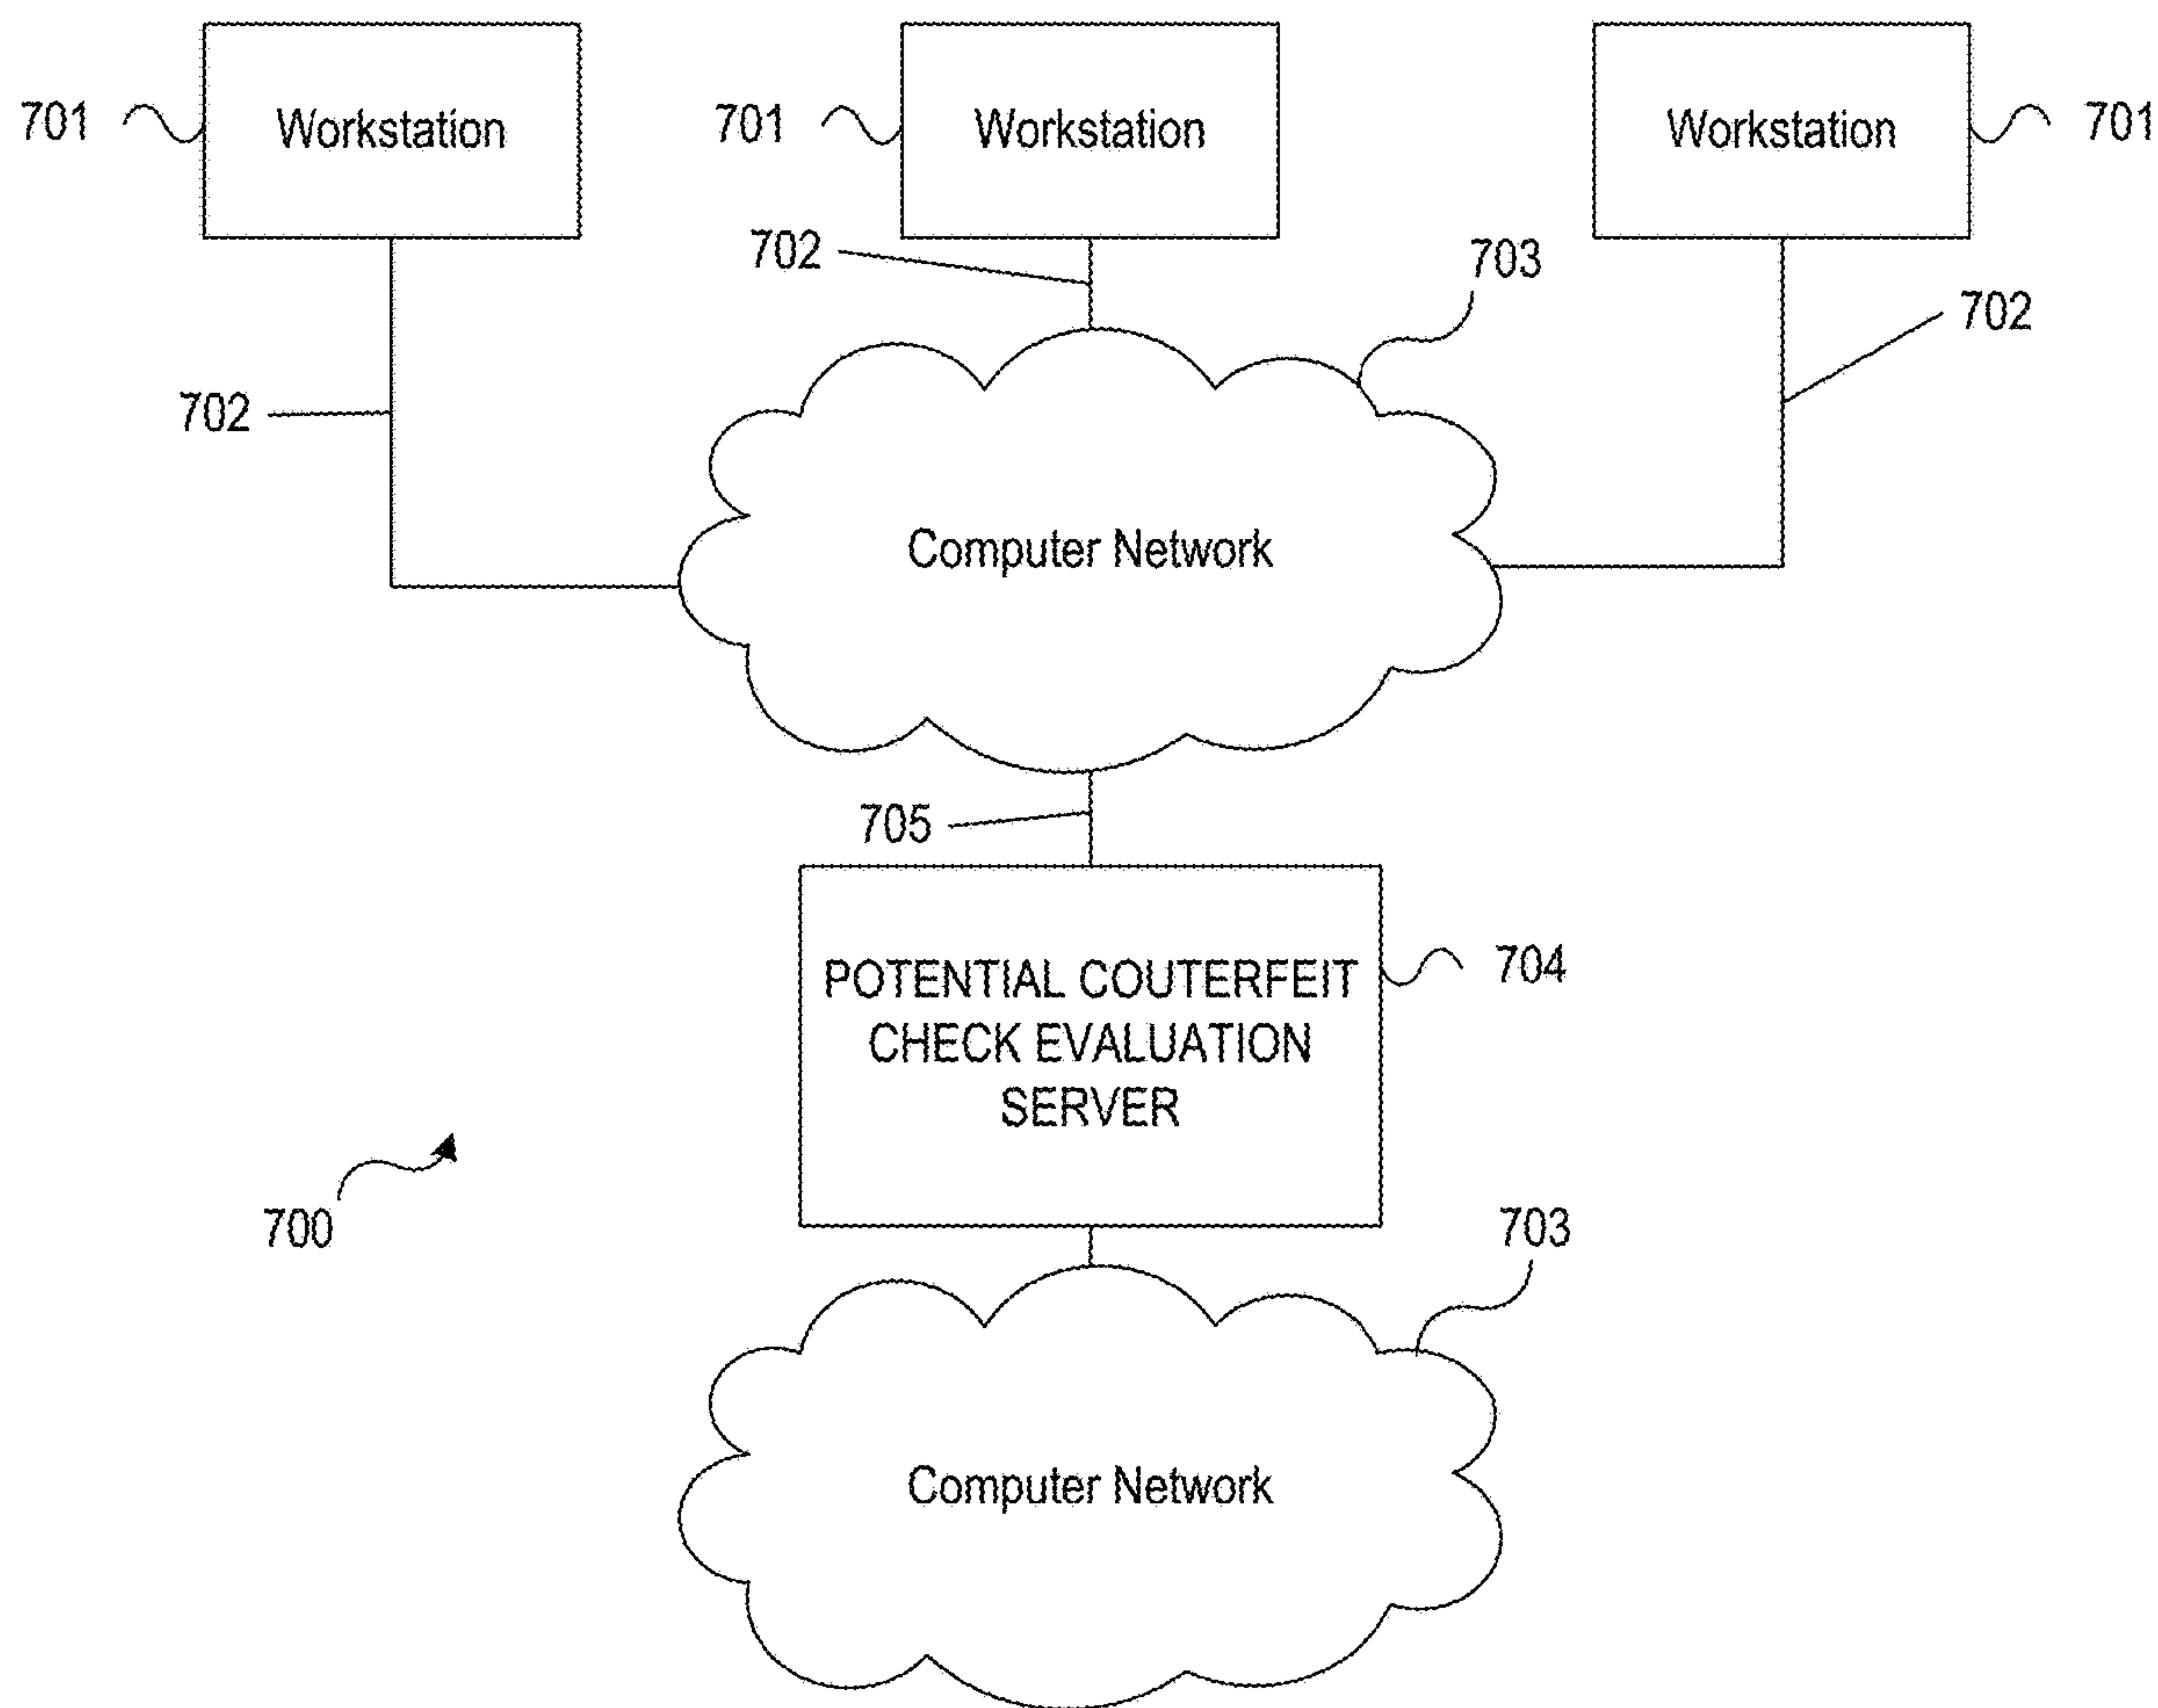 701
Workstation
701
Workstation
Workstation
701
702
703
702
702
Computer Network
705
POTENTIAL COUTERFEIT
CHECK EVALUATION
SERVER
704
700
703
Computer Network